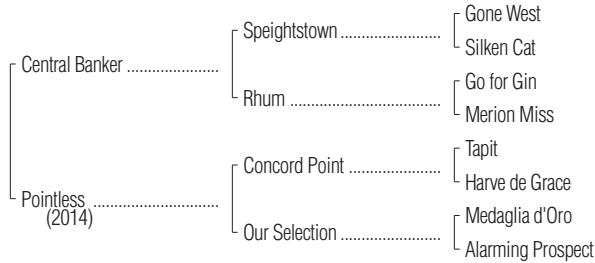 Gone West
Speightstown
Silken Cat
Central Banker
Go for Gin
Rhum
Merion Miss
Tapit
Concord Point
Harve de Grace
Pointless
(2014)
Medaglia d'Oro
Our Selection
Alarming Prospect